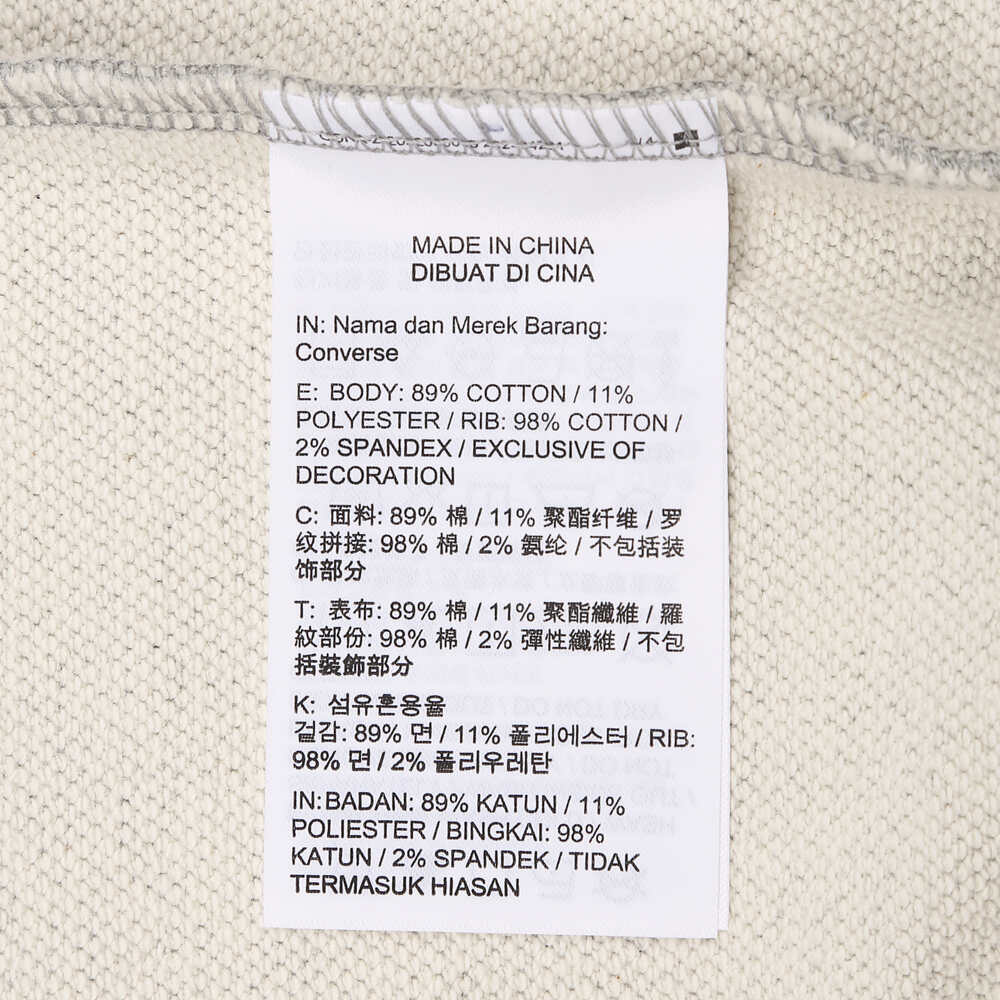 MADE IN CHINA
DIBUAT DI CINA
IN: Nama dan Merek Barang:
Converse
E: BODY: 89% COTTON / 11%
POLYESTER / RIB: 98% COTTON /
2% SPANDEX / EXCLUSIVE OF
DECORATION
C: 面料: 89% 棉 / 11% 聚酯纤维 / 罗
纹拼接: 98% 棉 / 2% 氨纶 / 不包括装
饰部分
T: 表布: 89% 棉 / 11% 聚酯纖維 / 羅
紋部份: 98% 棉 / 2% 彈性纖維 / 不包
括裝飾部分
K: 섬유혼용율
겉감: 89% 면 / 11% 폴리에스터 / RIB:
98% 면 / 2% 폴리우레탄
IN: BADAN: 89% KATUN / 11%
POLIESTER / BINGKAI: 98%
KATUN / 2% SPANDEK / TIDAK
TERMASUK HIASAN